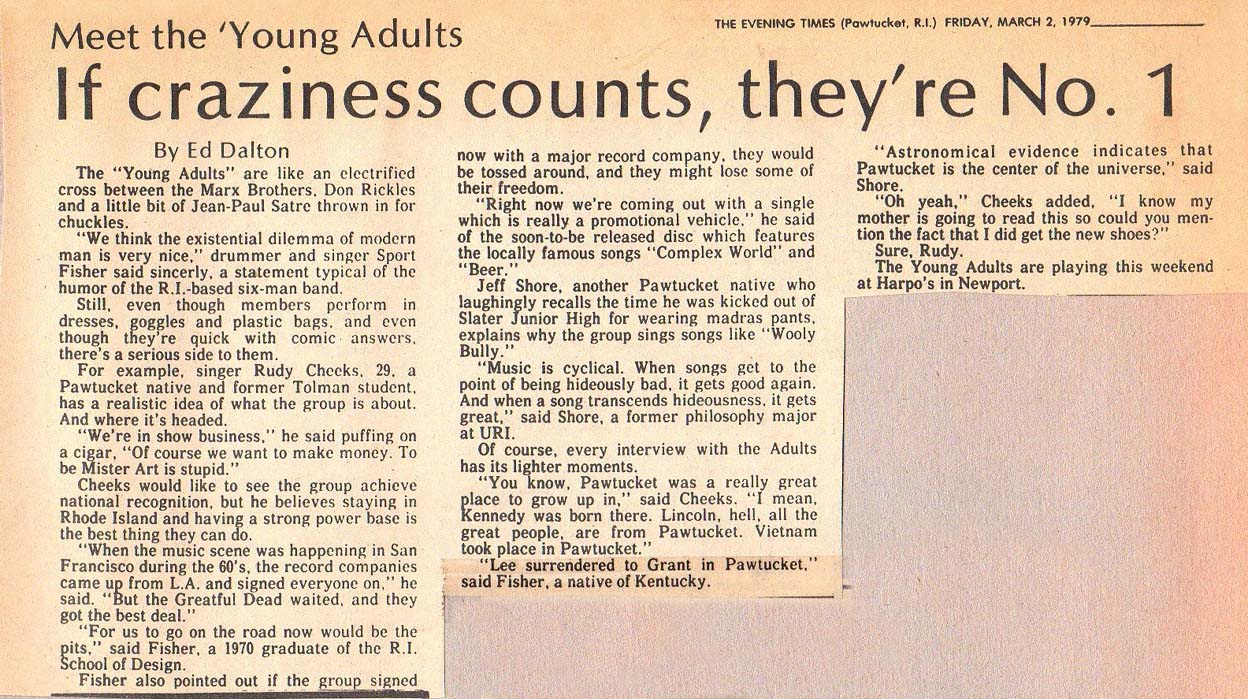 THE EVENING TIMES (Pawtucket, R.I.) FRIDAY, MARCH 2, 1979
Meet the 'Young Adults
If craziness counts, they're No. 1
By Ed Dalton
The "Young Adults" are like an electrified
cross between the Marx Brothers, Don Rickles
and a little bit of Jean-Paul Satre thrown in for
chuckles.
"We think the existential dilemma of modern
man is very nice," drummer and singer Sport
Fisher said sincerly, a statement typical of the
humor of the R.I.-based six-man band.
Still, even though members perform in
dresses, goggles and plastic bags, and even
though they're quick with comic answers,
there's a serious side to them.
For example, singer Rudy Cheeks, 29, a
Pawtucket native and former Tolman student,
has a realistic idea of what the group is about.
And where it's headed.
"We're in show business," he said puffing on
a cigar, "Of course we want to make money. To
be Mister Art is stupid."
Cheeks would like to see the group achieve
national recognition, but he believes staying in
Rhode Island and having a strong power base is
the best thing they can do.
"When the music scene was happening in San
Francisco during the 60's, the record companies
came up from L.A. and signed everyone on," he
said. "But the Greatful Dead waited, and they
got the best deal."
"For us to go on the road now would be the
pits," said Fisher, a 1970 graduate of the R.I.
School of Design.
Fisher also pointed out if the group signed
now with a major record company, they would
be tossed around, and they might lose some of
their freedom.
"Right now we're coming out with a single
which is really a promotional vehicle," he said
of the soon-to-be released disc which features
the locally famous songs "Complex World" and
"Beer."
Jeff Shore, another Pawtucket native who
laughingly recalls the time he was kicked out of
Slater Junior High for wearing madras pants,
explains why the group sings songs like "Wooly
Bully."
"Music is cyclical. When songs get to the
point of being hideously bad, it gets good again.
And when a song transcends hideousness, it gets
great," said Shore, a former philosophy major
at URI.
Of course, every interview with the Adults
has its lighter moments.
"You know, Pawtucket was a really great
place to grow up in," said Cheeks. "I mean,
Kennedy was born there. Lincoln, hell, all the
great people, are from Pawtucket. Vietnam
took place in Pawtucket."
"Lee surrendered to Grant in Pawtucket,"
said Fisher, a native of Kentucky.
"Astronomical evidence indicates that
Pawtucket is the center of the universe," said
Shore.
"Oh yeah," Cheeks added, "I know my
mother is going to read this so could you men-
tion the fact that I did get the new shoes?"
Sure, Rudy.
The Young Adults are playing this weekend
at Harpo's in Newport.